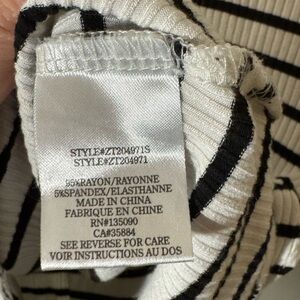 STYLE#ZT204971S
STYLE#ZT204971
95%RAYON/RAYONNE
5%SPANDEX/ELASTHANNE
MADE IN CHINA
FABRIQUE EN CHINE
RN#135090
CA#35884
SEE REVERSE FOR CARE
VOIR INSTRUCTIONS AU DOS